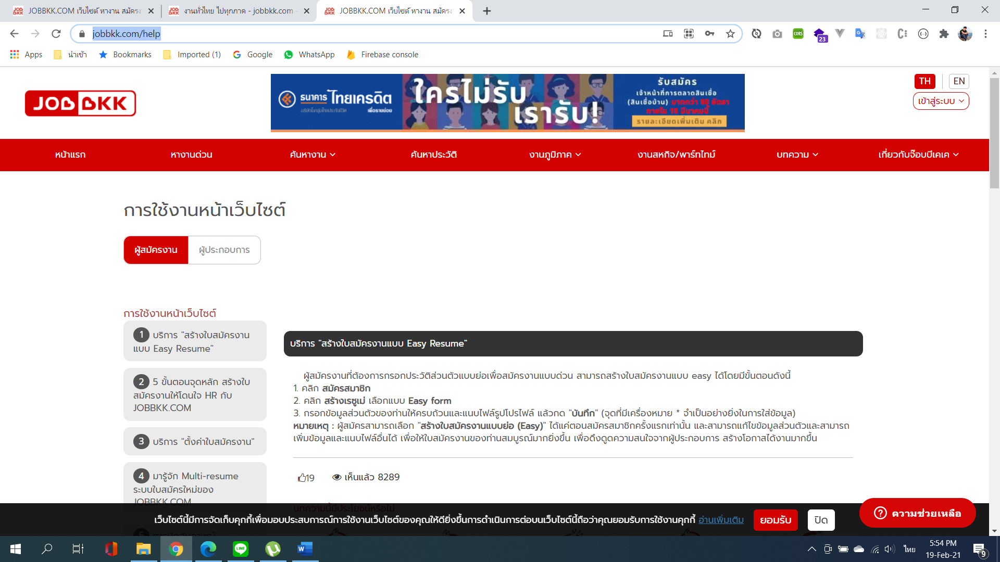 JOBBKK.COM เว็บไซต์ หางาน สมัครง
งานทั่วไทย ไปทุกภาค - jobbkk.com -
JOBBKK.COM เว็บไซต์ หางาน สมัครง
jobbkk.com/help
23
Apps
นำเข้า
Bookmarks
Imported (1)
Google
WhatsApp
Firebase console
JOBBKK
ธนาคาร ไทยเครดิต
เพื่อรายย่อย
ใครไม่รับ
เรารับ!
รับสมัคร
เจ้าหน้าที่การตลาดสินเชื่อ
(สินเชื่อบ้าน) มากกว่า 50 อัตรา
ภายใน 15 มีนาคมนี้
รายละเอียดเพิ่มเติม คลิก
TH
EN
เข้าสู่ระบบ
หน้าแรก
หางานด่วน
ค้นหางาน
ค้นหาประวัติ
งานภูมิภาค
งานสหกิจ/พาร์ทไทม์
บทความ
เกี่ยวกับจ๊อบบีเคเค
การใช้งานหน้าเว็บไซต์
ผู้สมัครงาน
ผู้ประกอบการ
การใช้งานหน้าเว็บไซต์
1 บริการ "สร้างใบสมัครงาน
แบบ Easy Resume"
2 5 ขั้นตอนจุดหลัก สร้างใบ
สมัครงานให้โดนใจ HR กับ
JOBBKK.COM
3 บริการ "ตั้งค่าใบสมัครงาน"
4 มารู้จัก Multi-resume
ระบบใบสมัครใหม่ของ
JOBBKK.COM
บริการ "สร้างใบสมัครงานแบบ Easy Resume"
ผู้สมัครงานที่ต้องการกรอกประวัติส่วนตัวแบบย่อเพื่อสมัครงานแบบด่วน สามารถสร้างใบสมัครงานแบบ easy ได้โดยมีขั้นตอนดังนี้
1. คลิก สมัครสมาชิก
2. คลิก สร้างเรซูเม่ เลือกแบบ Easy form
3. กรอกข้อมูลส่วนตัวของท่านให้ครบถ้วนและแนบไฟล์รูปโปรไฟล์ แล้วกด "บันทึก" (จุดที่มีเครื่องหมาย * จำเป็นอย่างยิ่งในการใส่ข้อมูล)
หมายเหตุ : ผู้สมัครสามารถเลือก "สร้างใบสมัครงานแบบย่อ (Easy)" ได้แค่ตอนสมัครสมาชิกครั้งแรกเท่านั้น และสามารถแก้ไขข้อมูลส่วนตัวและสามารถ
เพิ่มข้อมูลและแนบไฟล์อื่นได้ เพื่อให้ใบสมัครงานของท่านสมบูรณ์มากยิ่งขึ้น เพื่อดึงดูดความสนใจจากผู้ประกอบการ สร้างโอกาสได้งานมากขึ้น
19
เห็นแล้ว 8289
บทความนี้มีประโยชน์หรือไม่ :
เว็บไซต์นี้มีการจัดเก็บคุกกี้เพื่อมอบประสบการณ์การใช้งานเว็บไซต์ของคุณให้ดียิ่งขึ้นการดำเนินการต่อบนเว็บไซต์นี้ถือว่าคุณยอมรับการใช้งานคุกกี้ อ่านเพิ่มเติม
ยอมรับ
ปิด
ความช่วยเหลือ
ไทย
5:54 PM
19-Feb-21
9